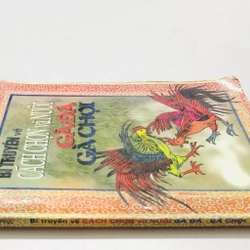 BÍ TRUYỀN về
CÁCH CHỌN và NUÔI
GÀ ĐÁ
GÀ CHỌI
Bí truyền về CÁCH CHỌN và NUÔI GÀ ĐÁ - GÀ CHỌI